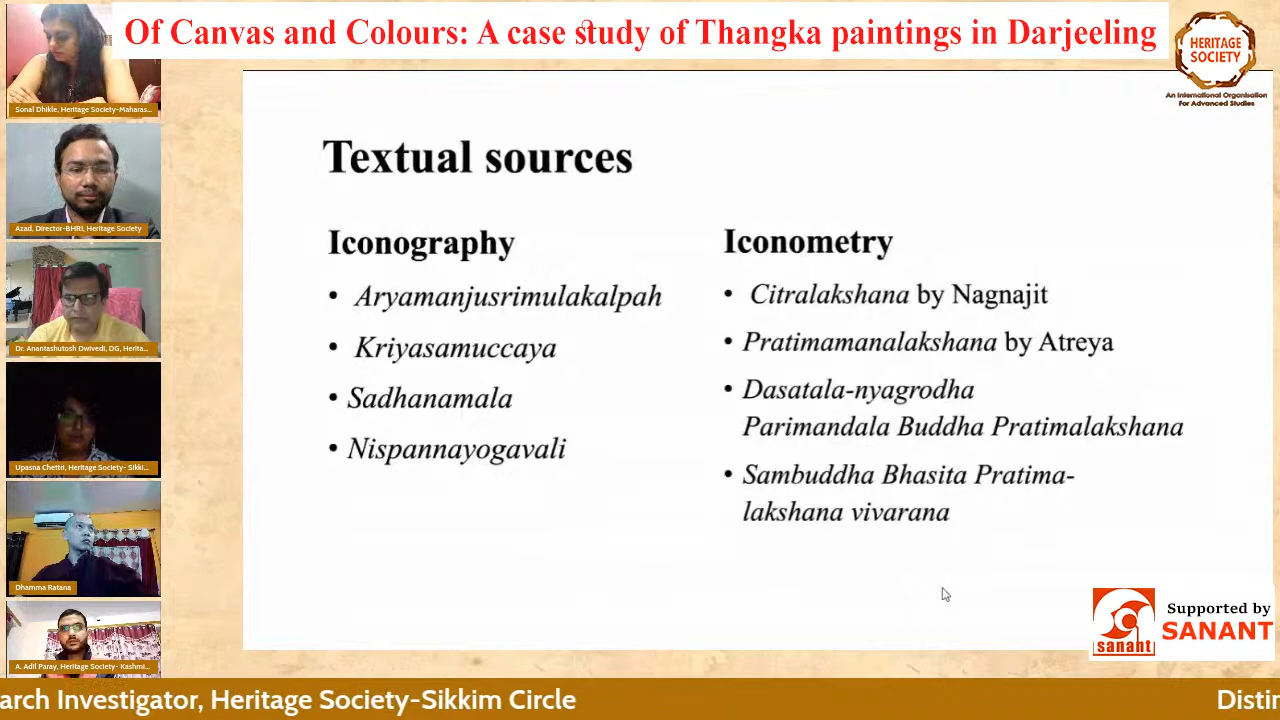 Of Canvas and Colours: A case study of Thangka paintings in Darjeeling
HERITAGE
SOCIETY
An International Organisation
For Advanced Studies
Sonal Dhikle, Heritage Society-Maharas...
Azad, Director-BHRI, Heritage Society
Dr. Anantashutosh Dwivedi, DG, Herita...
Upasna Chettri, Heritage Society- Sikki...
Dhamma Ratana
A. Adil Paray, Heritage Society- Kashmi...
Textual sources
Iconography
• Aryamanjusrimulakalpah
• Kriyasamuccaya
• Sadhanamala
• Nispannayogavali
Iconometry
• Citralakshana by Nagnajit
• Pratimamanalakshana by Atreya
• Dasatala-nyagrodha
Parimandala Buddha Pratimalakshana
• Sambuddha Bhasita Pratima-
lakshana vivarana
sanant
Supported by
SANANT
arch Investigator, Heritage Society-Sikkim Circle
Distin